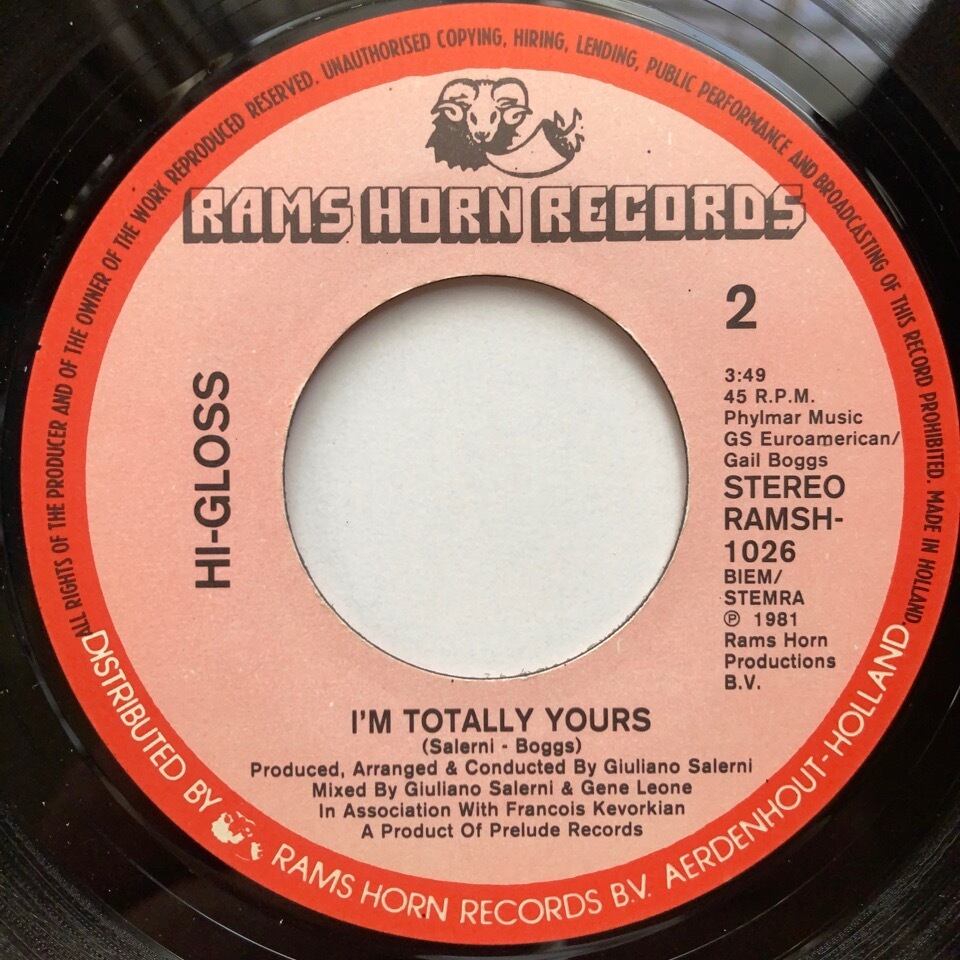 ALL RIGHTS OF THE PRODUCER AND OF THE OWNER OF THE WORK REPRODUCED RESERVED. UNAUTHORISED COPYING, HIRING, LENDING, PUBLIC PERFORMANCE AND BROADCASTING OF THIS RECORD PROHIBITED. MADE IN HOLLAND.
RAMS HORN RECORDS
2
3:49
45 R.P.M.
Phylmar Music
GS Euroamerican/
Gail Boggs
STEREO
RAMSH-
1026
BIEM/
STEMRA
℗ 1981
Rams Horn
Productions
B.V.
HI-GLOSS
I'M TOTALLY YOURS
(Salerni - Boggs)
Produced, Arranged & Conducted By Giuliano Salerni
Mixed By Giuliano Salerni & Gene Leone
In Association With Francois Kevorkian
A Product Of Prelude Records
DISTRIBUTED BY RAMS HORN RECORDS B.V. AERDENHOUT-HOLLAND